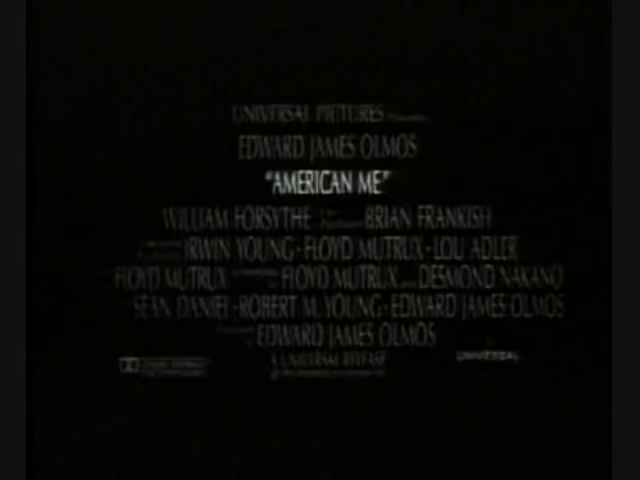 UNIVERSAL PICTURES
EDWARD JAMES OLMOS
"AMERICAN ME"
WILLIAM FORSYTHE BRIAN FRANKISH
IRWIN YOUNG · FLOYD MUTRUX · LOU ADLER
FLOYD MUTRUX FLOYD MUTRUX DESMOND NAKANO
SEAN DANIEL · ROBERT M. YOUNG · EDWARD JAMES OLMOS
EDWARD JAMES OLMOS
A UNIVERSAL RELEASE
UNIVERSAL